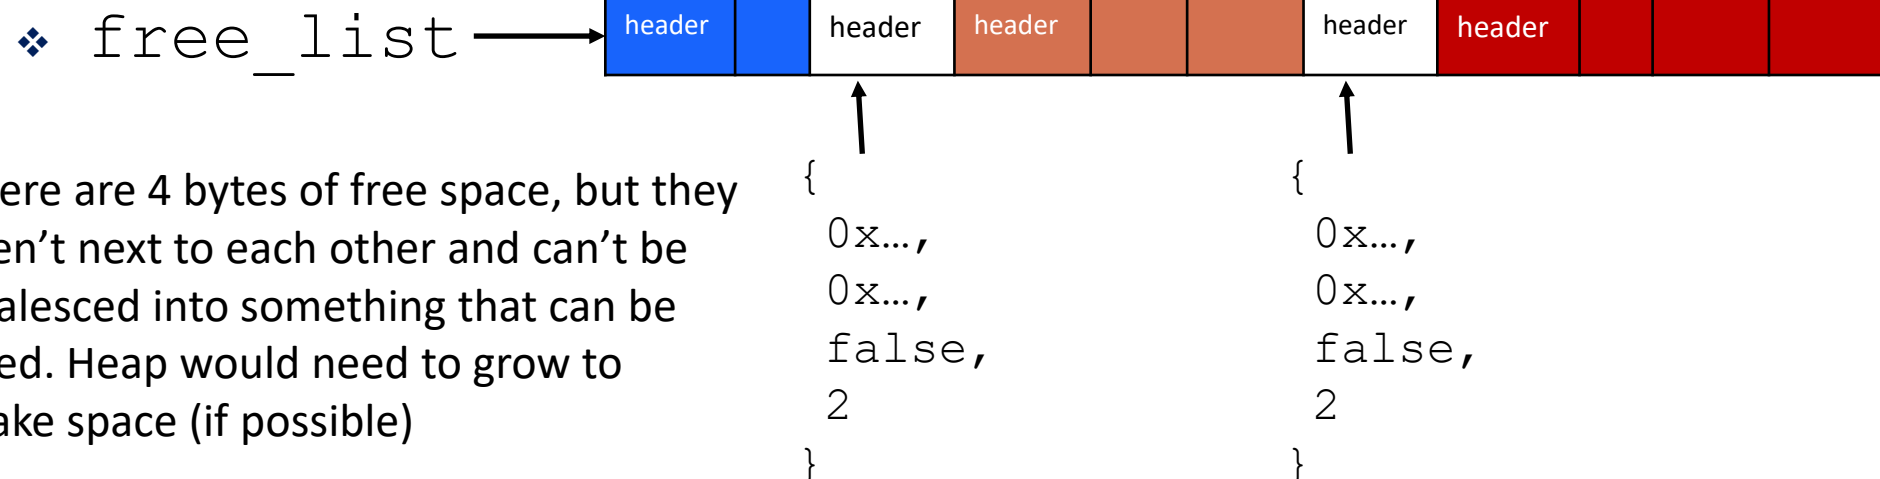 ❖ free_list
header header header header header
ere are 4 bytes of free space, but they
en’t next to each other and can’t be
alesced into something that can be
ed. Heap would need to grow to
ake space (if possible)
{
0x…,
0x…,
false,
2
}
{
0x…,
0x…,
false,
2
}